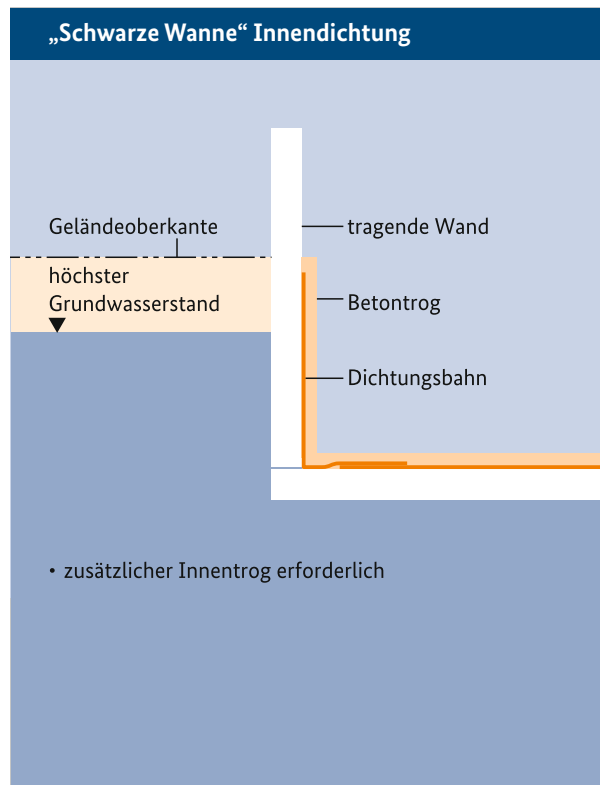 „Schwarze Wanne“ Innendichtung
Geländeoberkante
tragende Wand
höchster
Grundwasserstand
Betontrog
Dichtungsbahn
• zusätzlicher Innentrog erforderlich